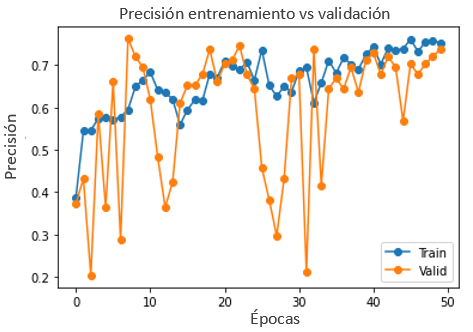 Precisión entrenamiento vs validación
Precisión
0.7
0.6
0.5
0.4
0.3
0.2
0 10 20 30 40 50
Épocas
Train
Valid